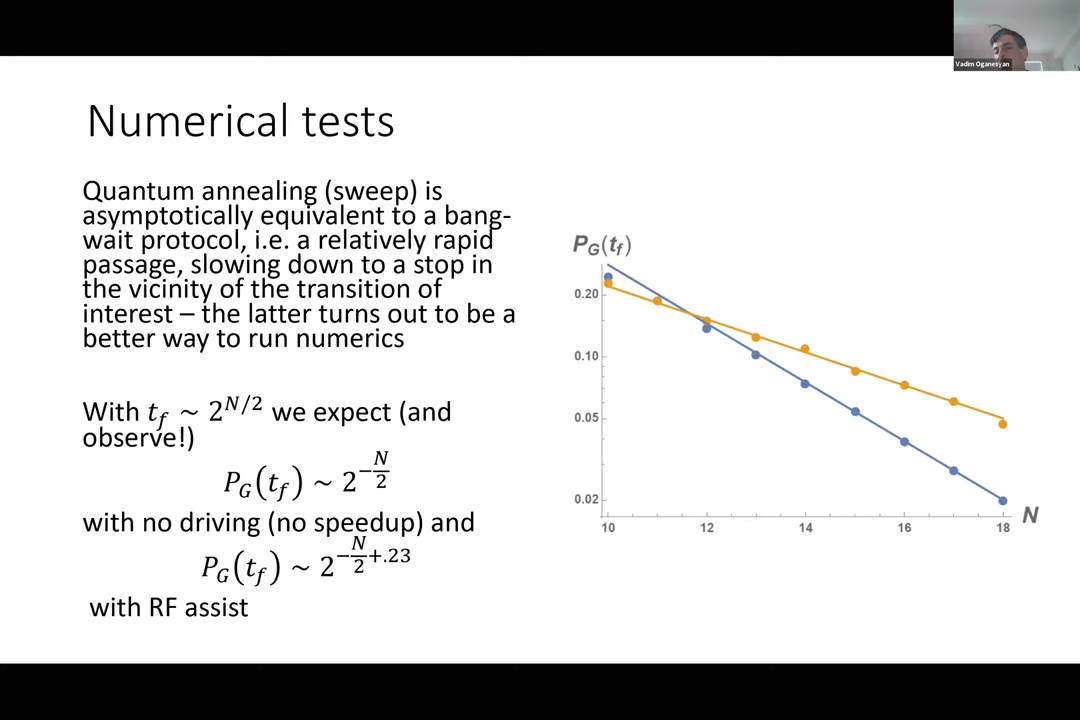 Vadim Oganesyan
Numerical tests
Quantum annealing (sweep) is
asymptotically equivalent to a bang-
wait protocol, i.e. a relatively rapid
passage, slowing down to a stop in
the vicinity of the transition of
interest – the latter turns out to be a
better way to run numerics
With t_f ~ 2^{N/2} we expect (and
observe!)
P_G(t_f) ~ 2^{-\frac{N}{2}}
with no driving (no speedup) and
P_G(t_f) ~ 2^{-\frac{N}{2}+.23}
with RF assist
P_G(t_f)
0.20
0.10
0.05
0.02
10 12 14 16 18 N